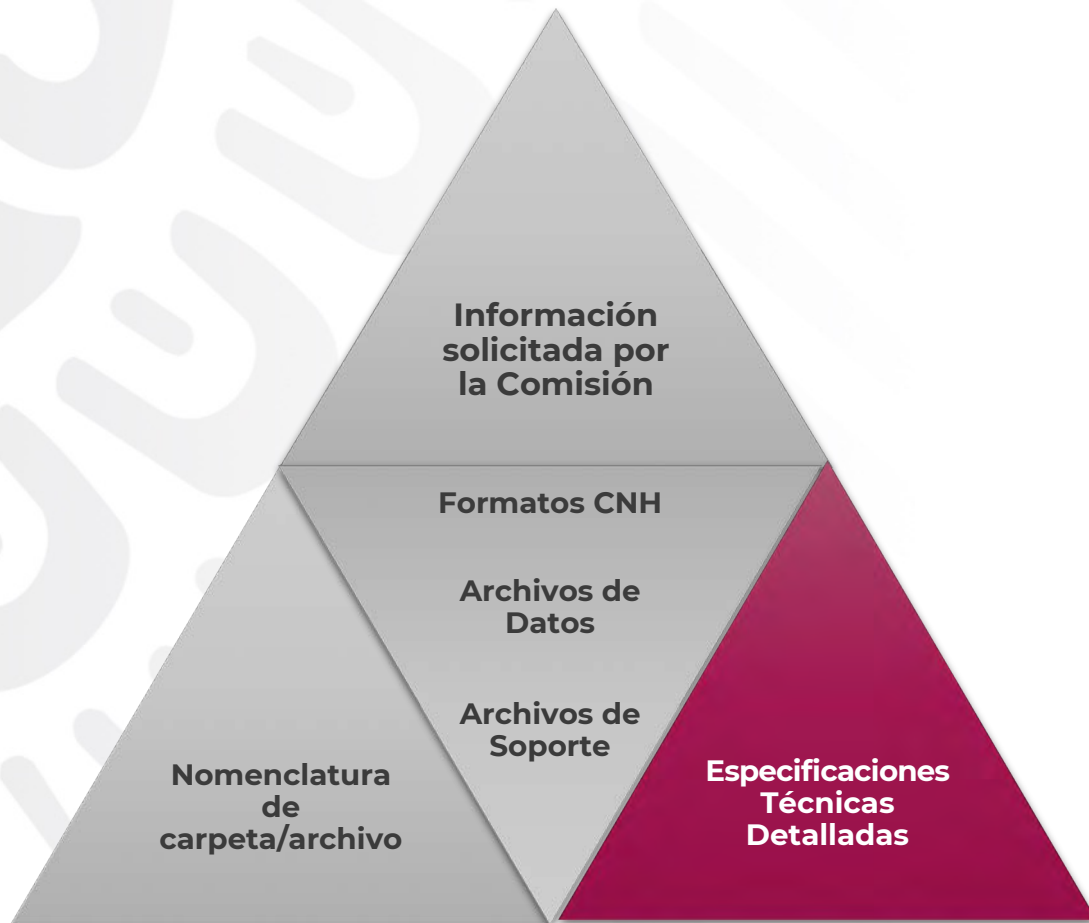 Información
solicitada por
la Comisión
Formatos CNH
Archivos de
Datos
Archivos de
Soporte
Nomenclatura
de
carpeta/archivo
Especificaciones
Técnicas
Detalladas